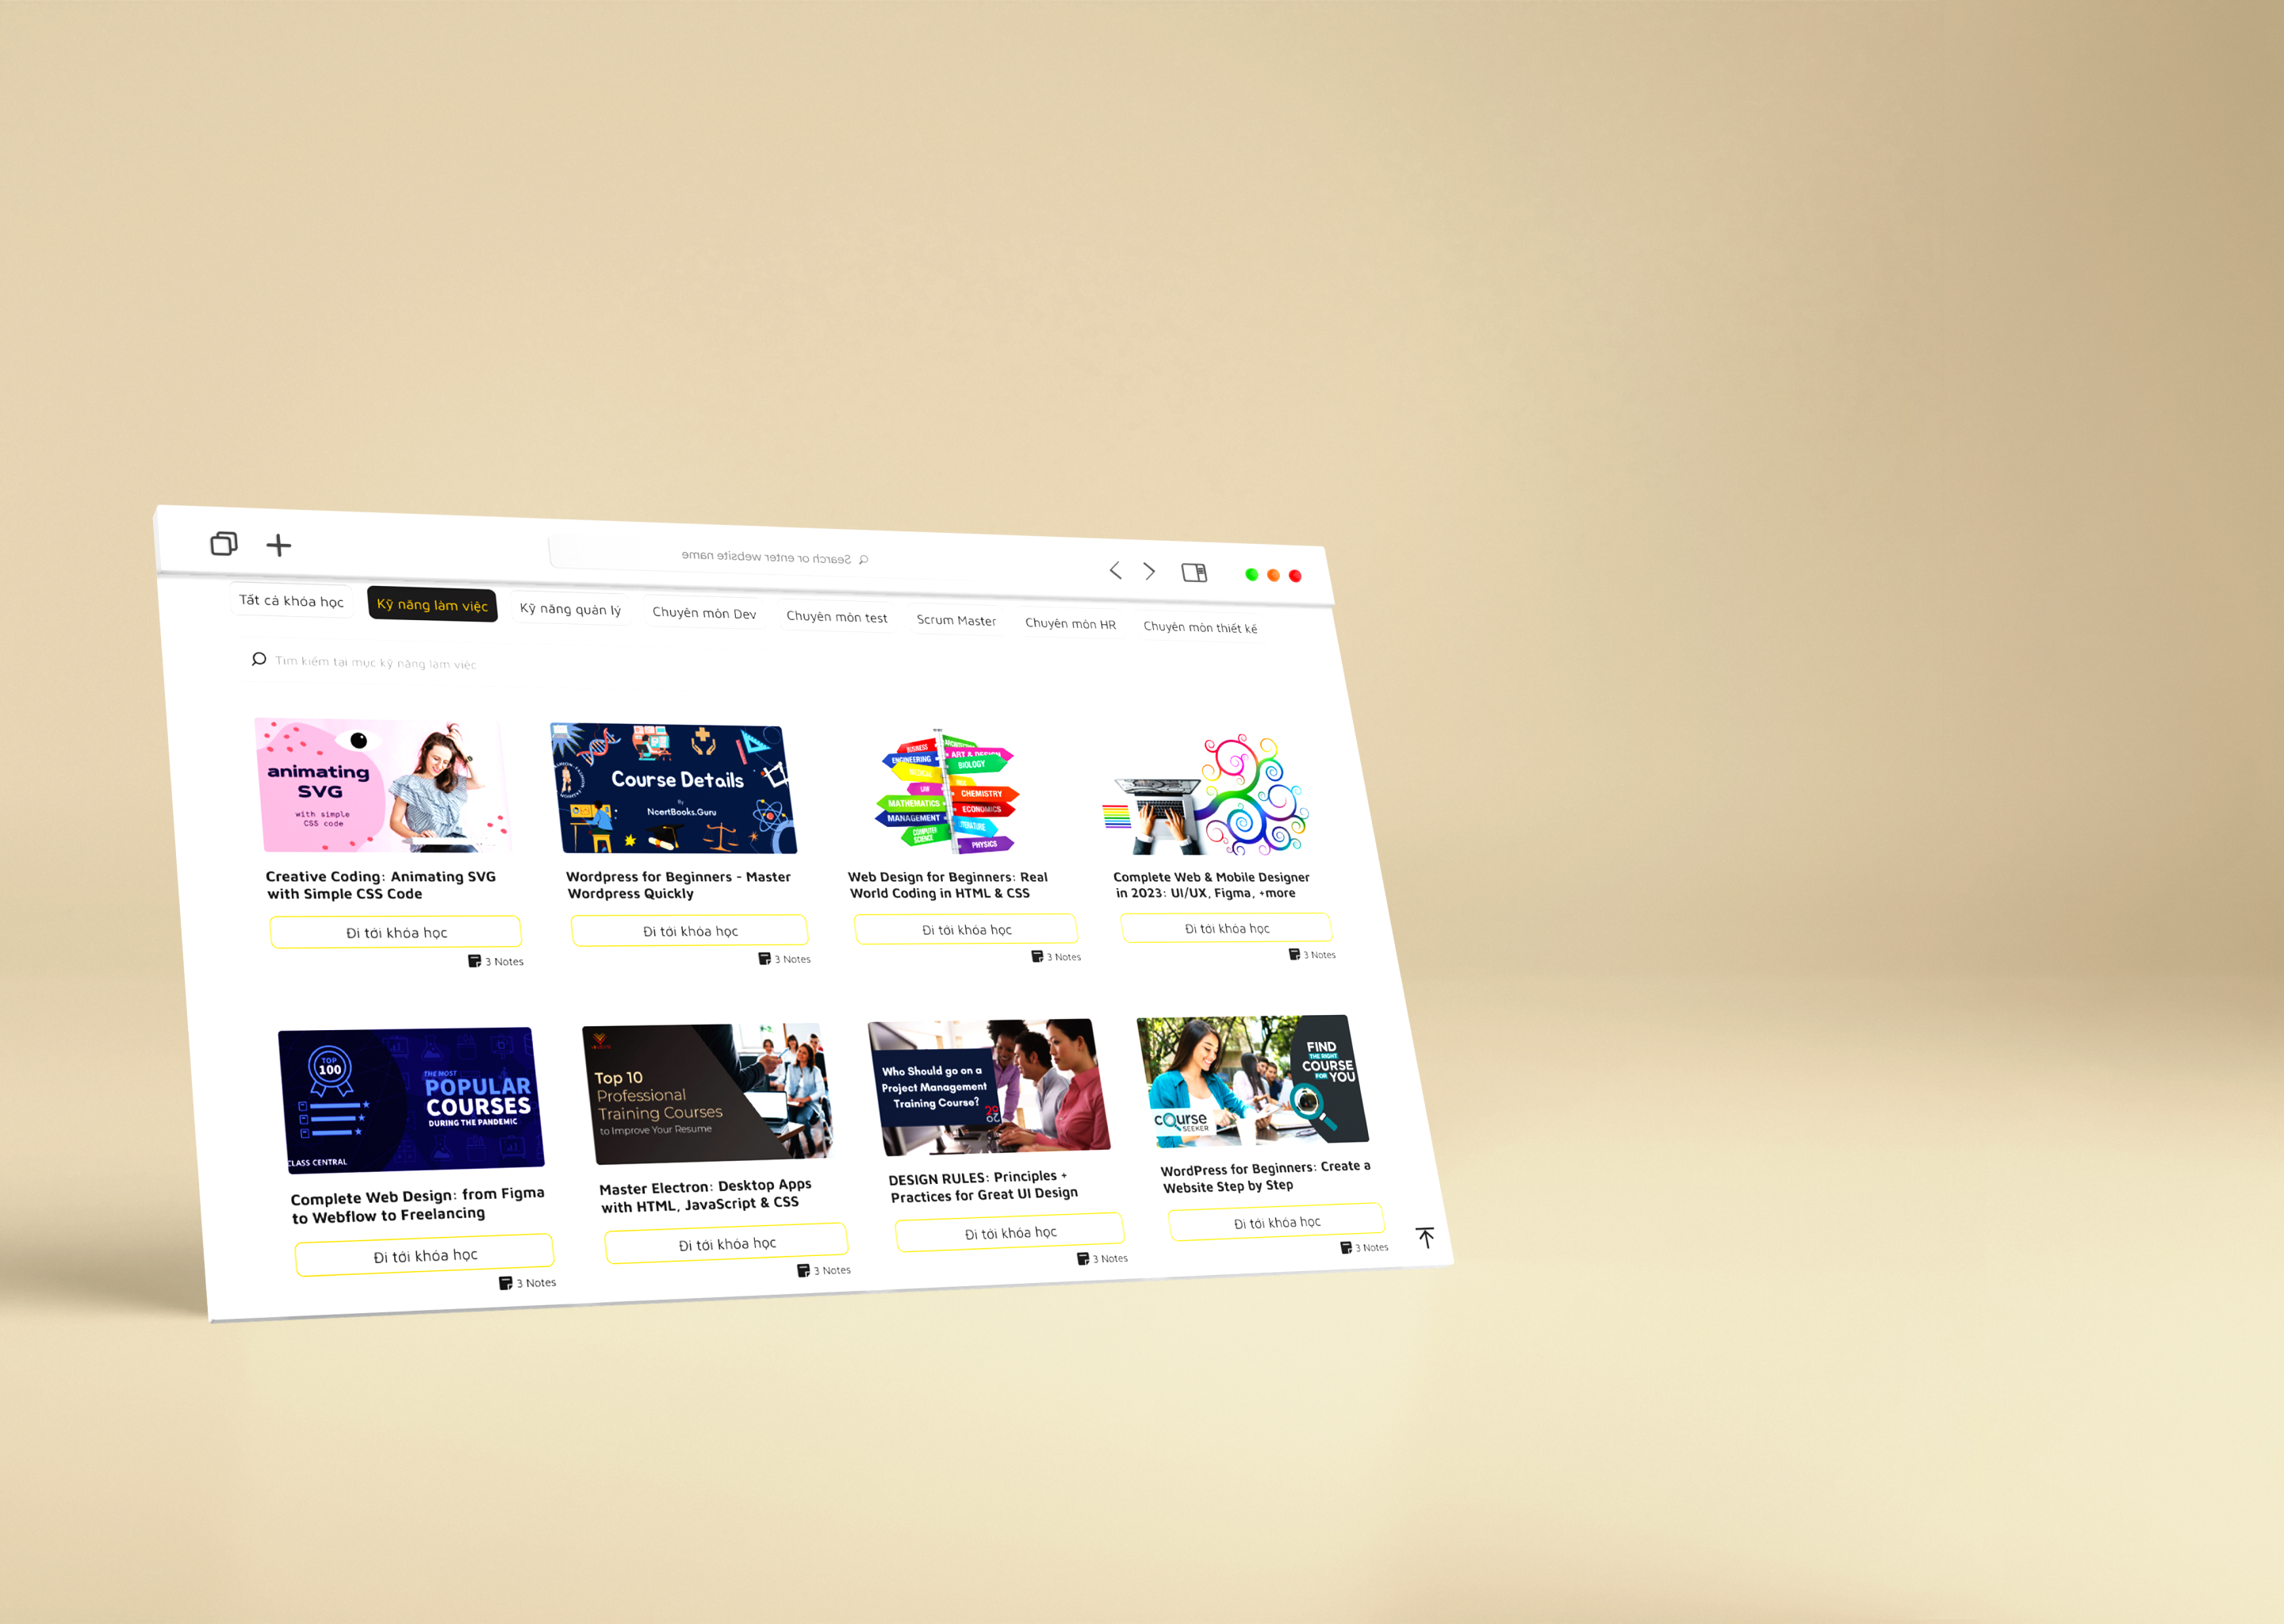 Search or enter website name
Tất cả khóa học
Kỹ năng làm việc
Kỹ năng quản lý
Chuyên môn Dev
Chuyên môn test
Scrum Master
Chuyên môn HR
Chuyên môn thiết kế
Tìm kiếm tại mục kỹ năng làm việc
animating
SVG
with simple
CSS code
Creative Coding: Animating SVG
with Simple CSS Code
Đi tới khóa học
3 Notes
Course Details
By
NcertBooks.Guru
Wordpress for Beginners - Master
Wordpress Quickly
Đi tới khóa học
3 Notes
BUSINESS
ART & DESIGN
ENGINEERING
BIOLOGY
LAW
CHEMISTRY
MATHEMATICS
ECONOMICS
MANAGEMENT
LITERATURE
COMPUTER
SCIENCE
PHYSICS
Web Design for Beginners: Real
World Coding in HTML & CSS
Đi tới khóa học
3 Notes
Complete Web & Mobile Designer
in 2023: UI/UX, Figma, +more
Đi tới khóa học
3 Notes
TOP
100
THE MOST
POPULAR
COURSES
DURING THE PANDEMIC
CLASS CENTRAL
Complete Web Design: from Figma
to Webflow to Freelancing
Đi tới khóa học
3 Notes
Top 10
Professional
Training Courses
to Improve Your Resume
Master Electron: Desktop Apps
with HTML, JavaScript & CSS
Đi tới khóa học
3 Notes
Who Should go on a
Project Management
Training Course?
DESIGN RULES: Principles +
Practices for Great UI Design
Đi tới khóa học
3 Notes
FIND
THE RIGHT
COURSE
FOR YOU
course
SEEKER
WordPress for Beginners: Create a
Website Step by Step
Đi tới khóa học
3 Notes